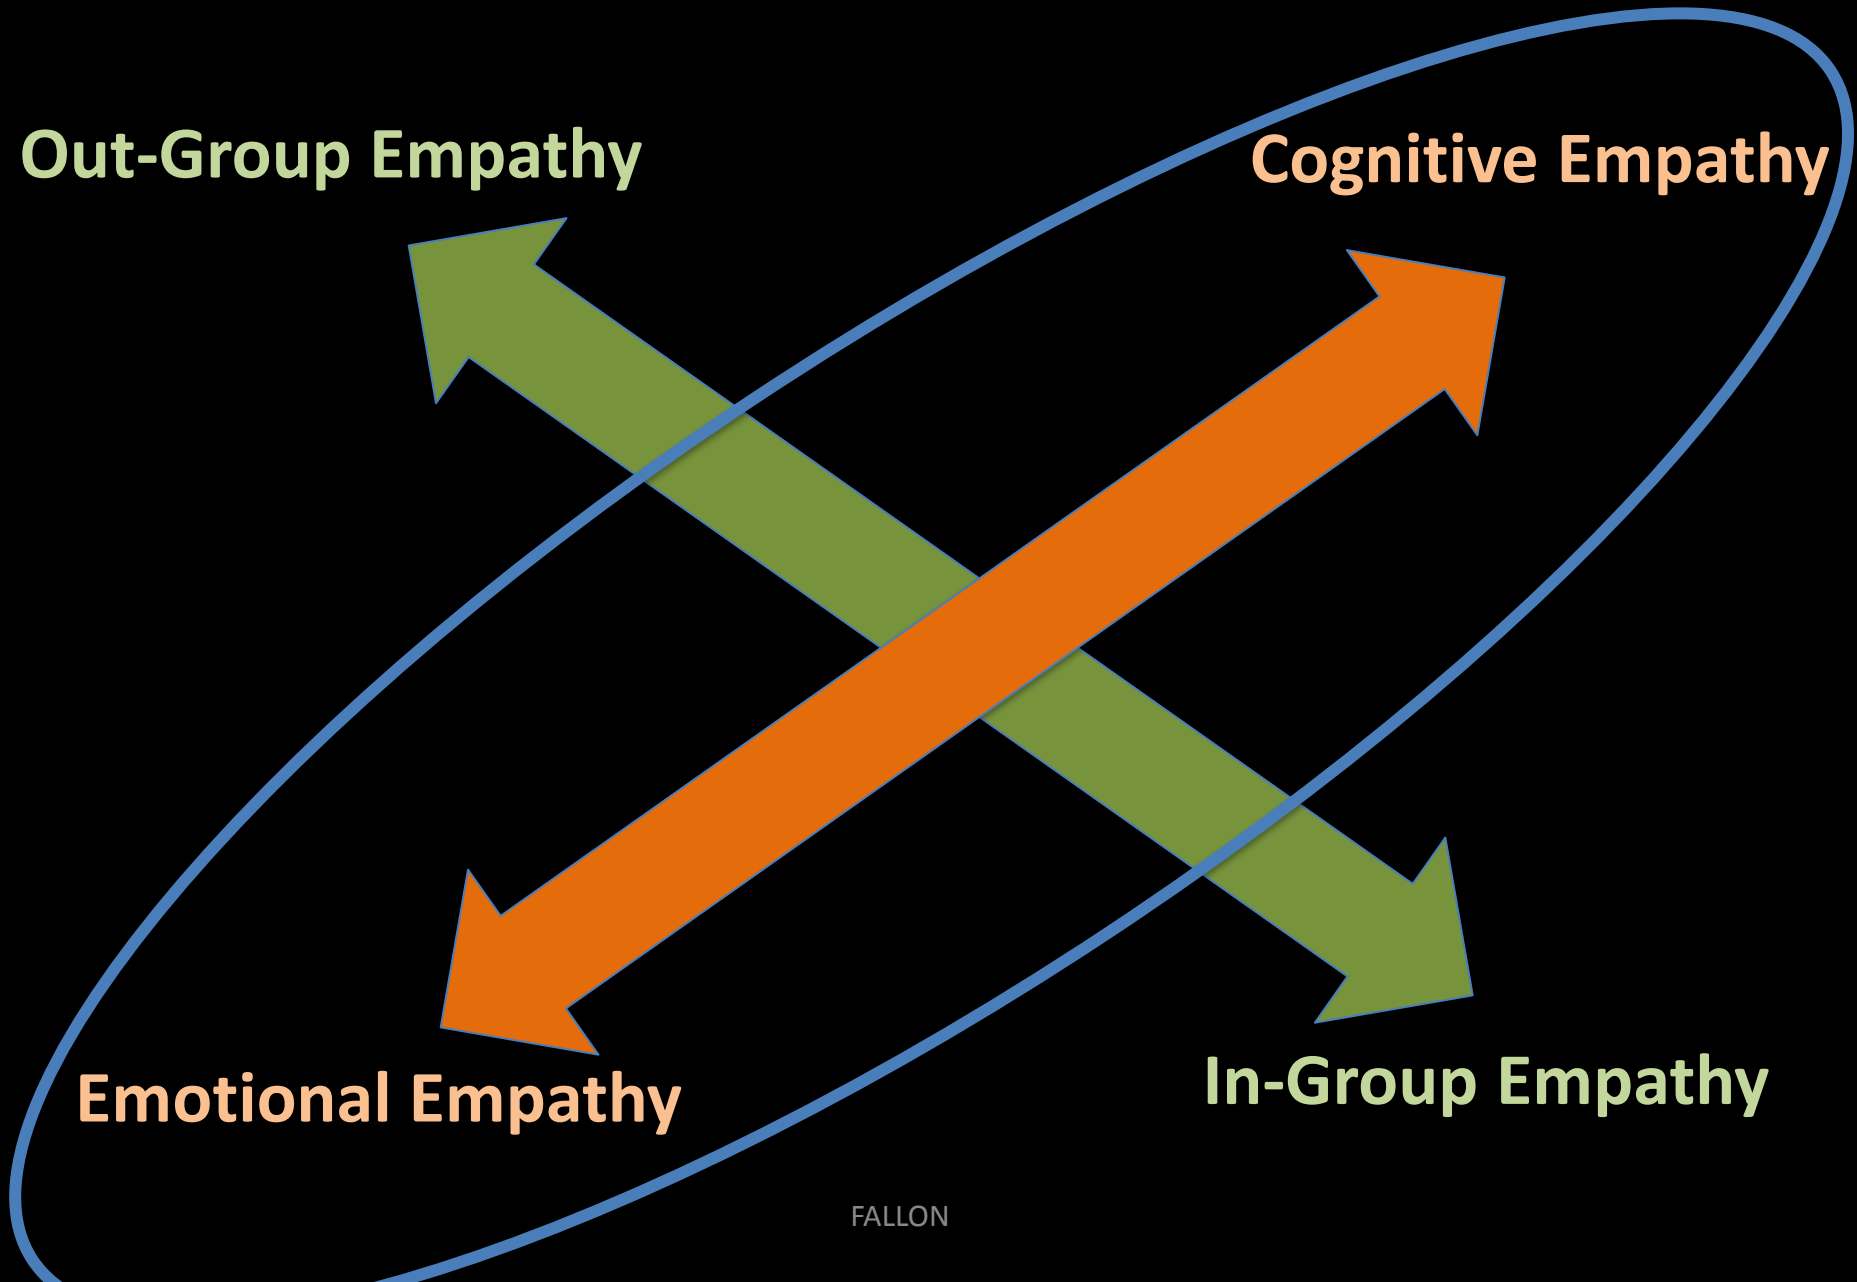 Out-Group Empathy
Cognitive Empathy
Emotional Empathy
In-Group Empathy
FALLON